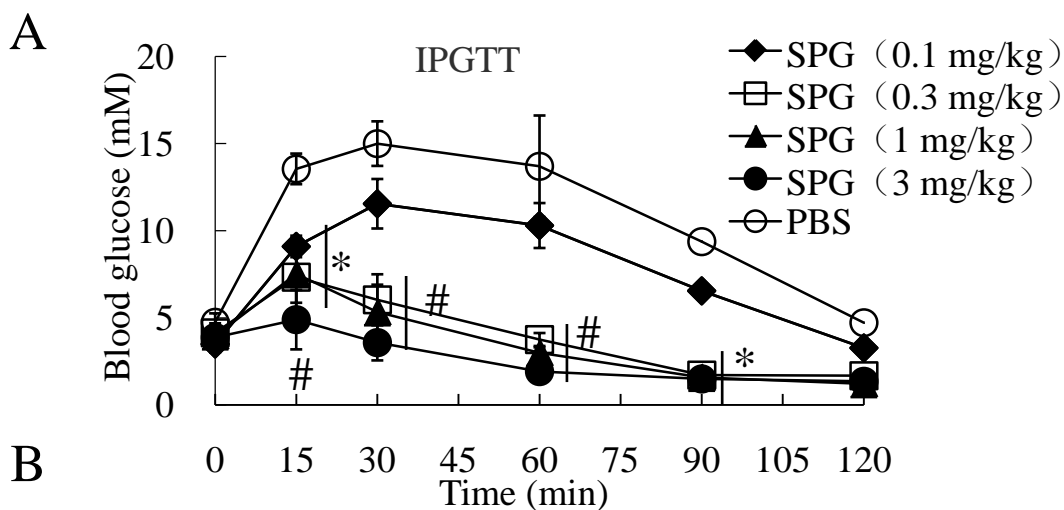 A
IPGTT
Blood glucose (mM)
20
15
10
5
0
SPG（0.1 mg/kg）
SPG（0.3 mg/kg）
SPG（1 mg/kg）
SPG（3 mg/kg）
PBS
*
#
#
*
#
0 15 30 45 60 75 90 105 120
Time (min)
B